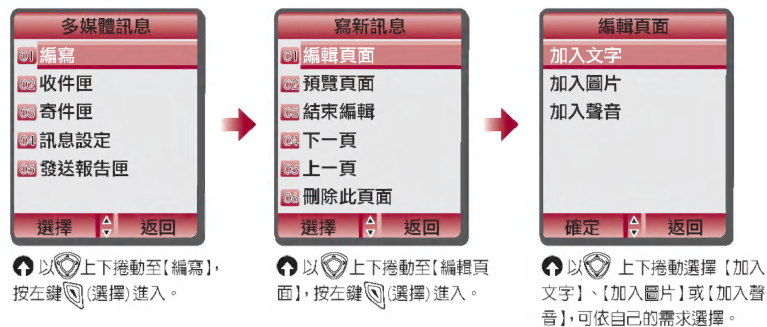 多媒體訊息
01 編寫
02 收件匣
03 寄件匣
04 訊息設定
05 發送報告匣
選擇 返回
以上下捲動至【編寫】，
按左鍵(選擇)進入。
寫新訊息
01 編輯頁面
02 預覽頁面
03 結束編輯
04 下一頁
05 上一頁
06 刪除此頁面
選擇 返回
以上下捲動至【編輯頁
面】，按左鍵(選擇)進入。
編輯頁面
加入文字
加入圖片
加入聲音
確定 返回
以 上下捲動選擇【加入
文字】、【加入圖片】或【加入聲
音】，可依自己的需求選擇。